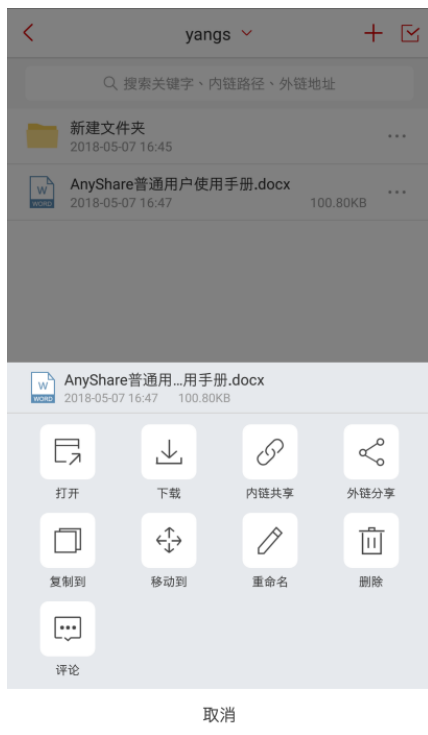 yangs
搜索关键字、内链路径、外链地址
新建文件夹
2018-05-07 16:45
AnyShare普通用户使用手册.docx
2018-05-07 16:47 100.80KB
W
WORD
AnyShare普通用...用手册.docx
2018-05-07 16:47 100.80KB
W
WORD
打开 下载 内链共享 外链分享
复制到 移动到 重命名 删除
评论
取消